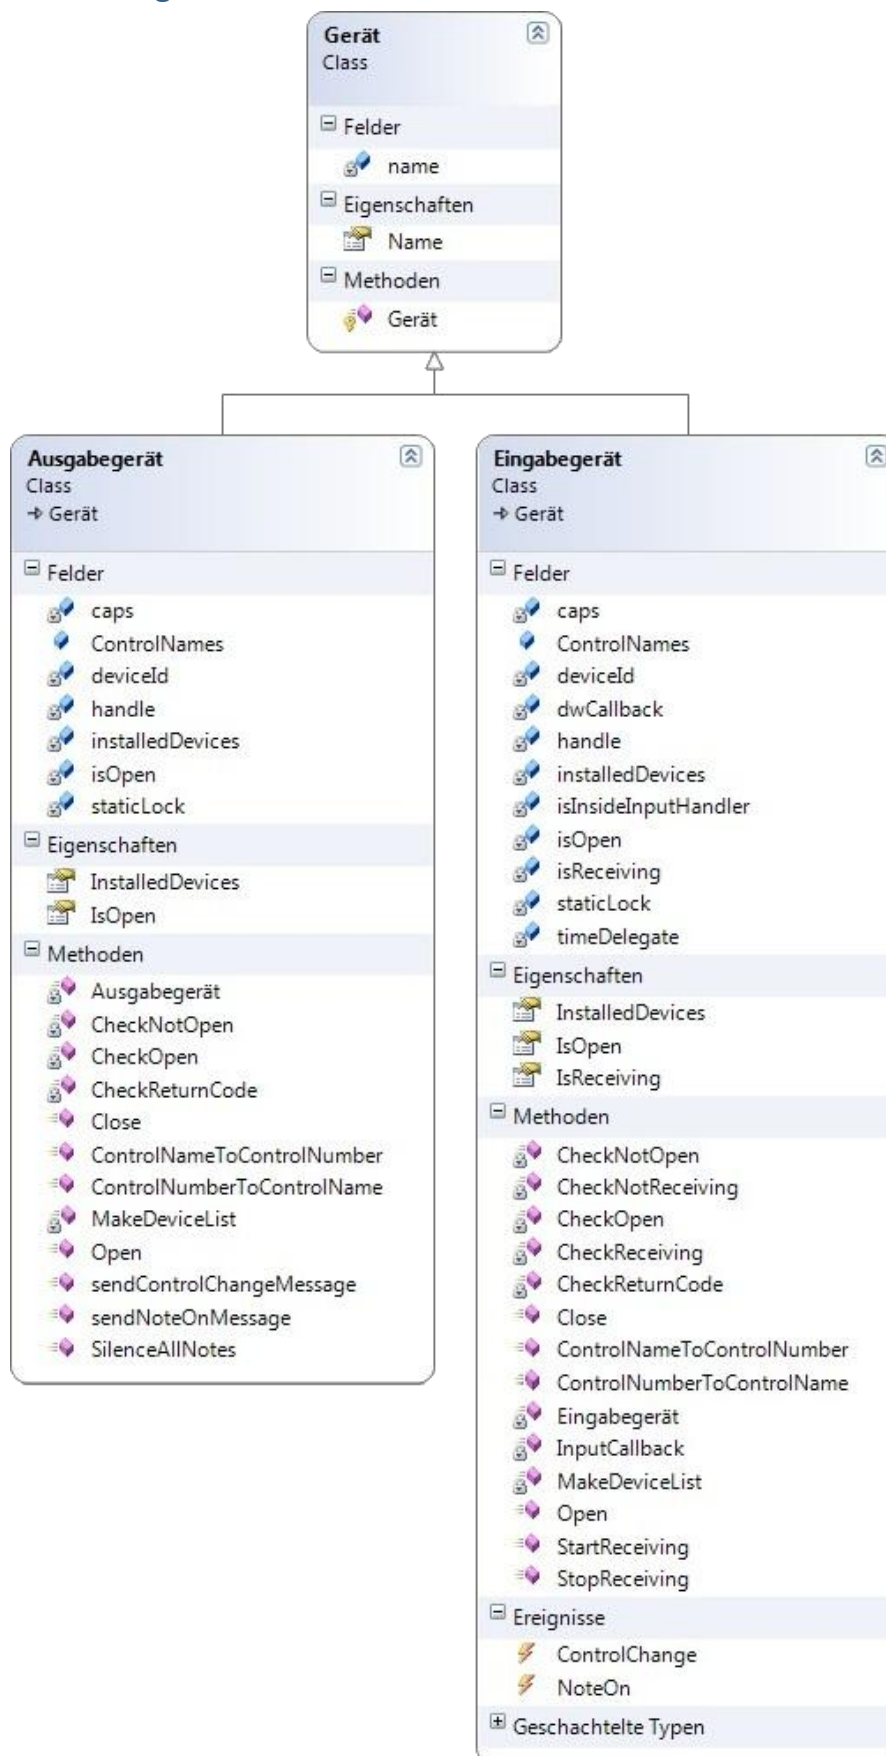 Gerät
Class
Felder
name
Eigenschaften
Name
Methoden
Gerät
Ausgabegerät
Class
Gerät
Felder
caps
ControlNames
deviceId
handle
installedDevices
isOpen
staticLock
Eigenschaften
InstalledDevices
IsOpen
Methoden
Ausgabegerät
CheckNotOpen
CheckOpen
CheckReturnCode
Close
ControlNameToControlNumber
ControlNumberToControlName
MakeDeviceList
Open
sendControlChangeMessage
sendNoteOnMessage
SilenceAllNotes
Eingabegerät
Class
Gerät
Felder
caps
ControlNames
deviceId
dwCallback
handle
installedDevices
isInsideInputHandler
isOpen
isReceiving
staticLock
timeDelegate
Eigenschaften
InstalledDevices
IsOpen
IsReceiving
Methoden
CheckNotOpen
CheckNotReceiving
CheckOpen
CheckReceiving
CheckReturnCode
Close
ControlNameToControlNumber
ControlNumberToControlName
Eingabegerät
InputCallback
MakeDeviceList
Open
StartReceiving
StopReceiving
Ereignisse
ControlChange
NoteOn
Geschachtelte Typen